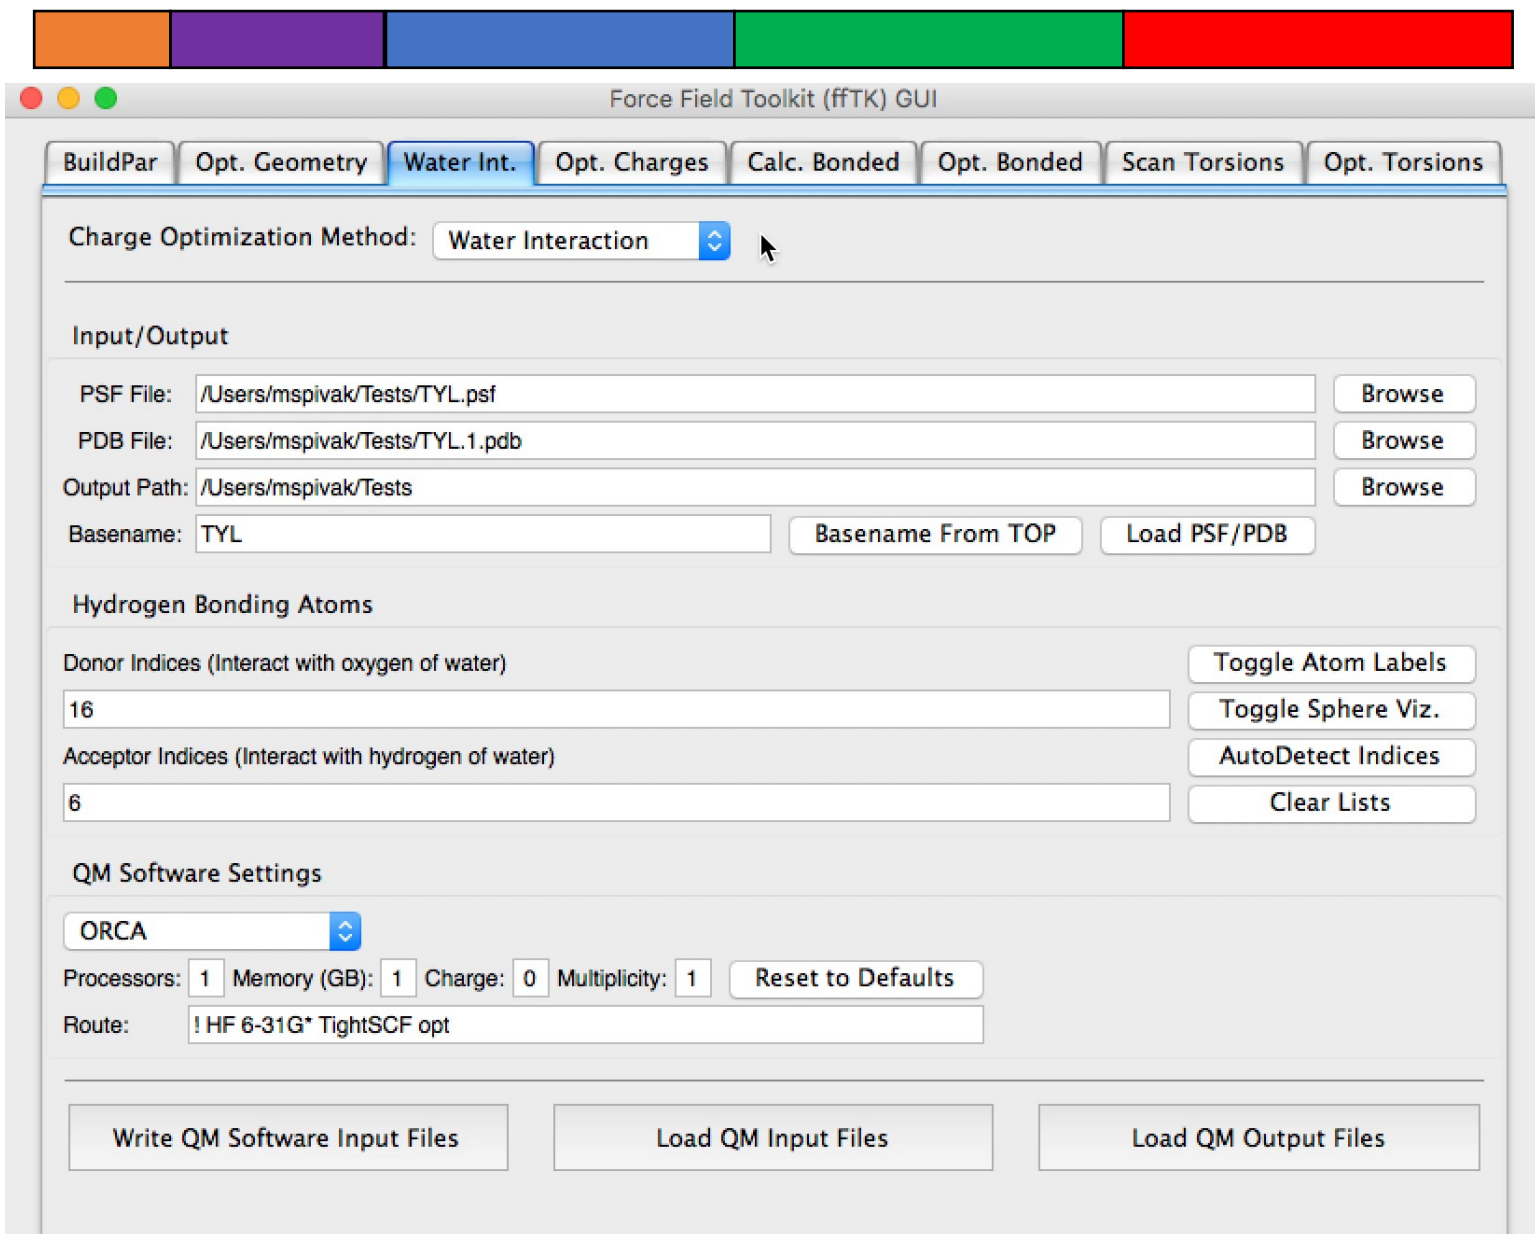 Force Field Toolkit (ffTK) GUI
BuildPar Opt. Geometry Water Int. Opt. Charges Calc. Bonded Opt. Bonded Scan Torsions Opt. Torsions
Charge Optimization Method: Water Interaction
Input/Output
PSF File: /Users/mspivak/Tests/TYL.psf Browse
PDB File: /Users/mspivak/Tests/TYL.1.pdb Browse
Output Path: /Users/mspivak/Tests Browse
Basename: TYL Basename From TOP Load PSF/PDB
Hydrogen Bonding Atoms
Donor Indices (Interact with oxygen of water) Toggle Atom Labels
16 Toggle Sphere Viz.
Acceptor Indices (Interact with hydrogen of water) AutoDetect Indices
6 Clear Lists
QM Software Settings
ORCA
Processors: 1 Memory (GB): 1 Charge: 0 Multiplicity: 1 Reset to Defaults
Route: ! HF 6-31G* TightSCF opt
Write QM Software Input Files Load QM Input Files Load QM Output Files